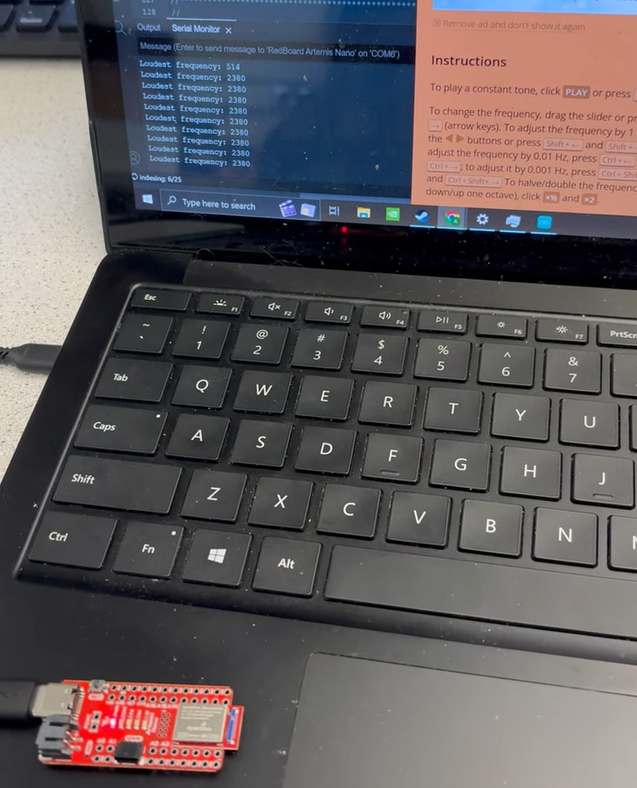 128
//
Output Serial Monitor ×
Message (Enter to send message to 'RedBoard Artemis Nano' on 'COM6')
Loudest frequency: 514
Loudest frequency: 2380
Loudest frequency: 2380
Loudest frequency: 2380
Loudest frequency: 2380
Loudest frequency: 2380
Loudest frequency: 2380
Loudest frequency: 2380
Loudest frequency: 2380
Loudest frequency: 2380
indexing: 6/25
Type here to search
Remove ad and don't show it again
Instructions
To play a constant tone, click PLAY or press
To change the frequency, drag the slider or
→ (arrow keys). To adjust the frequency by 1
the ◀ ▶ buttons or press Shift+← and Shift+
adjust the frequency by 0.01 Hz, press Ctrl+←
Ctrl+→; to adjust it by 0.001 Hz, press Ctrl+Shift
and Ctrl+Shift+→. To halve/double the
down/up one octave), click ×½ and ×2.
Esc F1 F2 F3 F4 F5 F6 F7 PrtScn
~ ` ! 1 @ 2 # 3 $ 4 % 5 ^ 6 & 7
Tab Q W E R T Y U
Caps A S D F G H J
Shift Z X C V B N
Ctrl Fn Alt